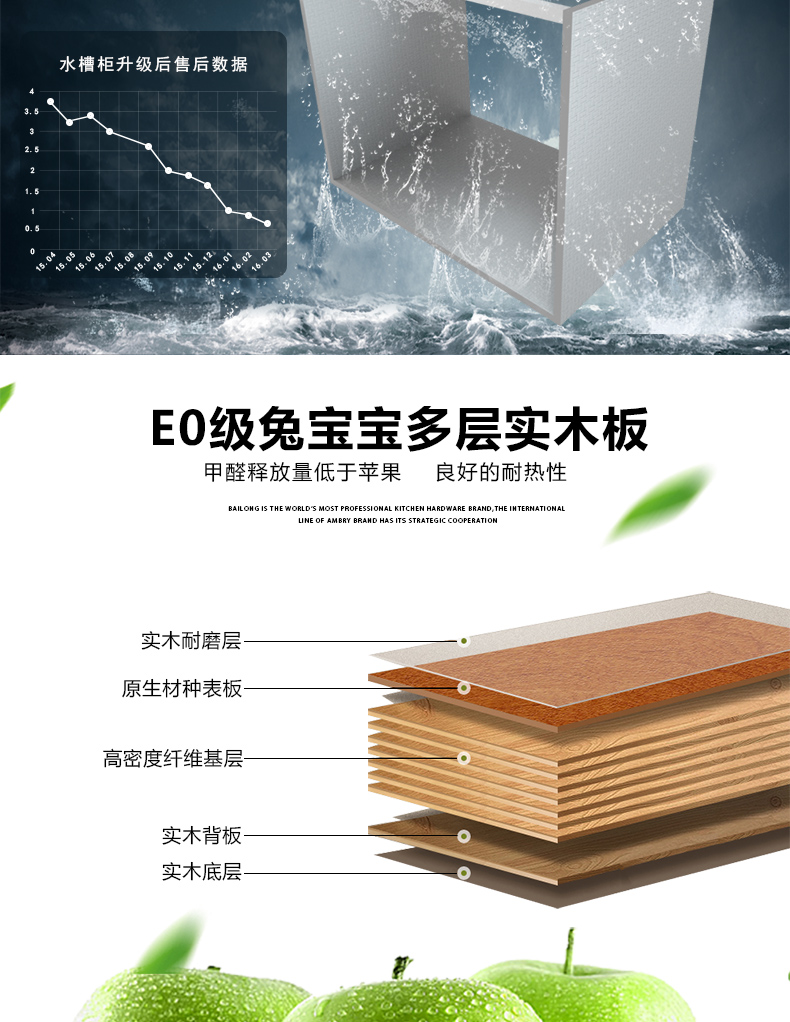 水槽柜升级后售后数据
4
3.5
3
2.5
2
1.5
1
0.5
0
15.04
15.05
15.06
15.07
15.08
15.09
15.10
15.11
15.12
16.01
16.02
16.03
E0级兔宝宝多层实木板
甲醛释放量低于苹果 良好的耐热性
BAILONG IS THE WORLD'S MOST PROFESSIONAL KITCHEN HARDWARE BRAND,THE INTERNATIONAL
LINE OF AMBRY BRAND HAS ITS STRATEGIC COOPERATION
实木耐磨层
原生材种表板
高密度纤维基层
实木背板
实木底层